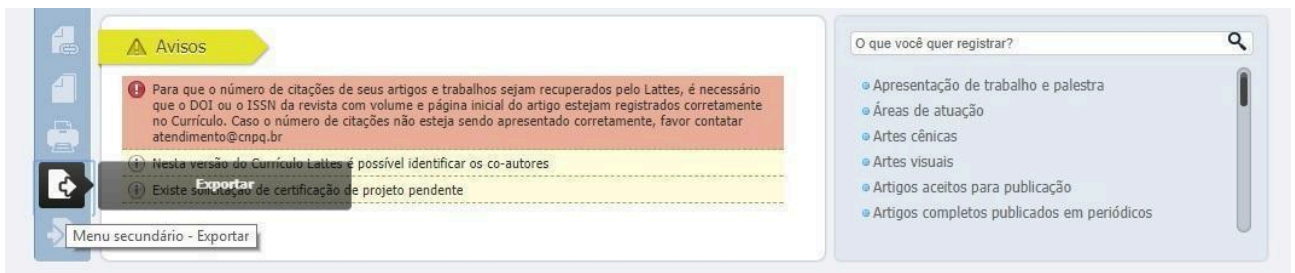 Avisos
Para que o número de citações de seus artigos e trabalhos sejam recuperados pelo Lattes, é necessário
que o DOI ou o ISSN da revista com volume e página inicial do artigo estejam registrados corretamente
no Currículo. Caso o número de citações não esteja sendo apresentado corretamente, favor contatar
atendimento@cnpq.br
Nesta versão do Currículo Lattes é possível identificar os co-autores
Existe solicitação de certificação de projeto pendente
Exportar
Menu secundário - Exportar
O que você quer registrar?
Apresentação de trabalho e palestra
Áreas de atuação
Artes cênicas
Artes visuais
Artigos aceitos para publicação
Artigos completos publicados em periódicos